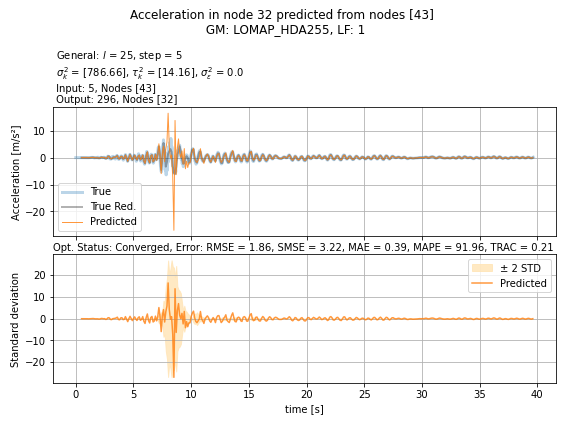 Acceleration in node 32 predicted from nodes [43]
GM: LOMAP_HDA255, LF: 1
General: l = 25, step = 5
σ²ₖ = [786.66], τ²ₖ = [14.16], σ²ε = 0.0
Input: 5, Nodes [43]
Output: 296, Nodes [32]
Acceleration [m/s²]
10
0
−10
−20
True
True Red.
Predicted
Opt. Status: Converged, Error: RMSE = 1.86, SMSE = 3.22, MAE = 0.39, MAPE = 91.96, TRAC = 0.21
Standard deviation
20
10
0
−10
−20
± 2 STD
Predicted
0 5 10 15 20 25 30 35 40
time [s]